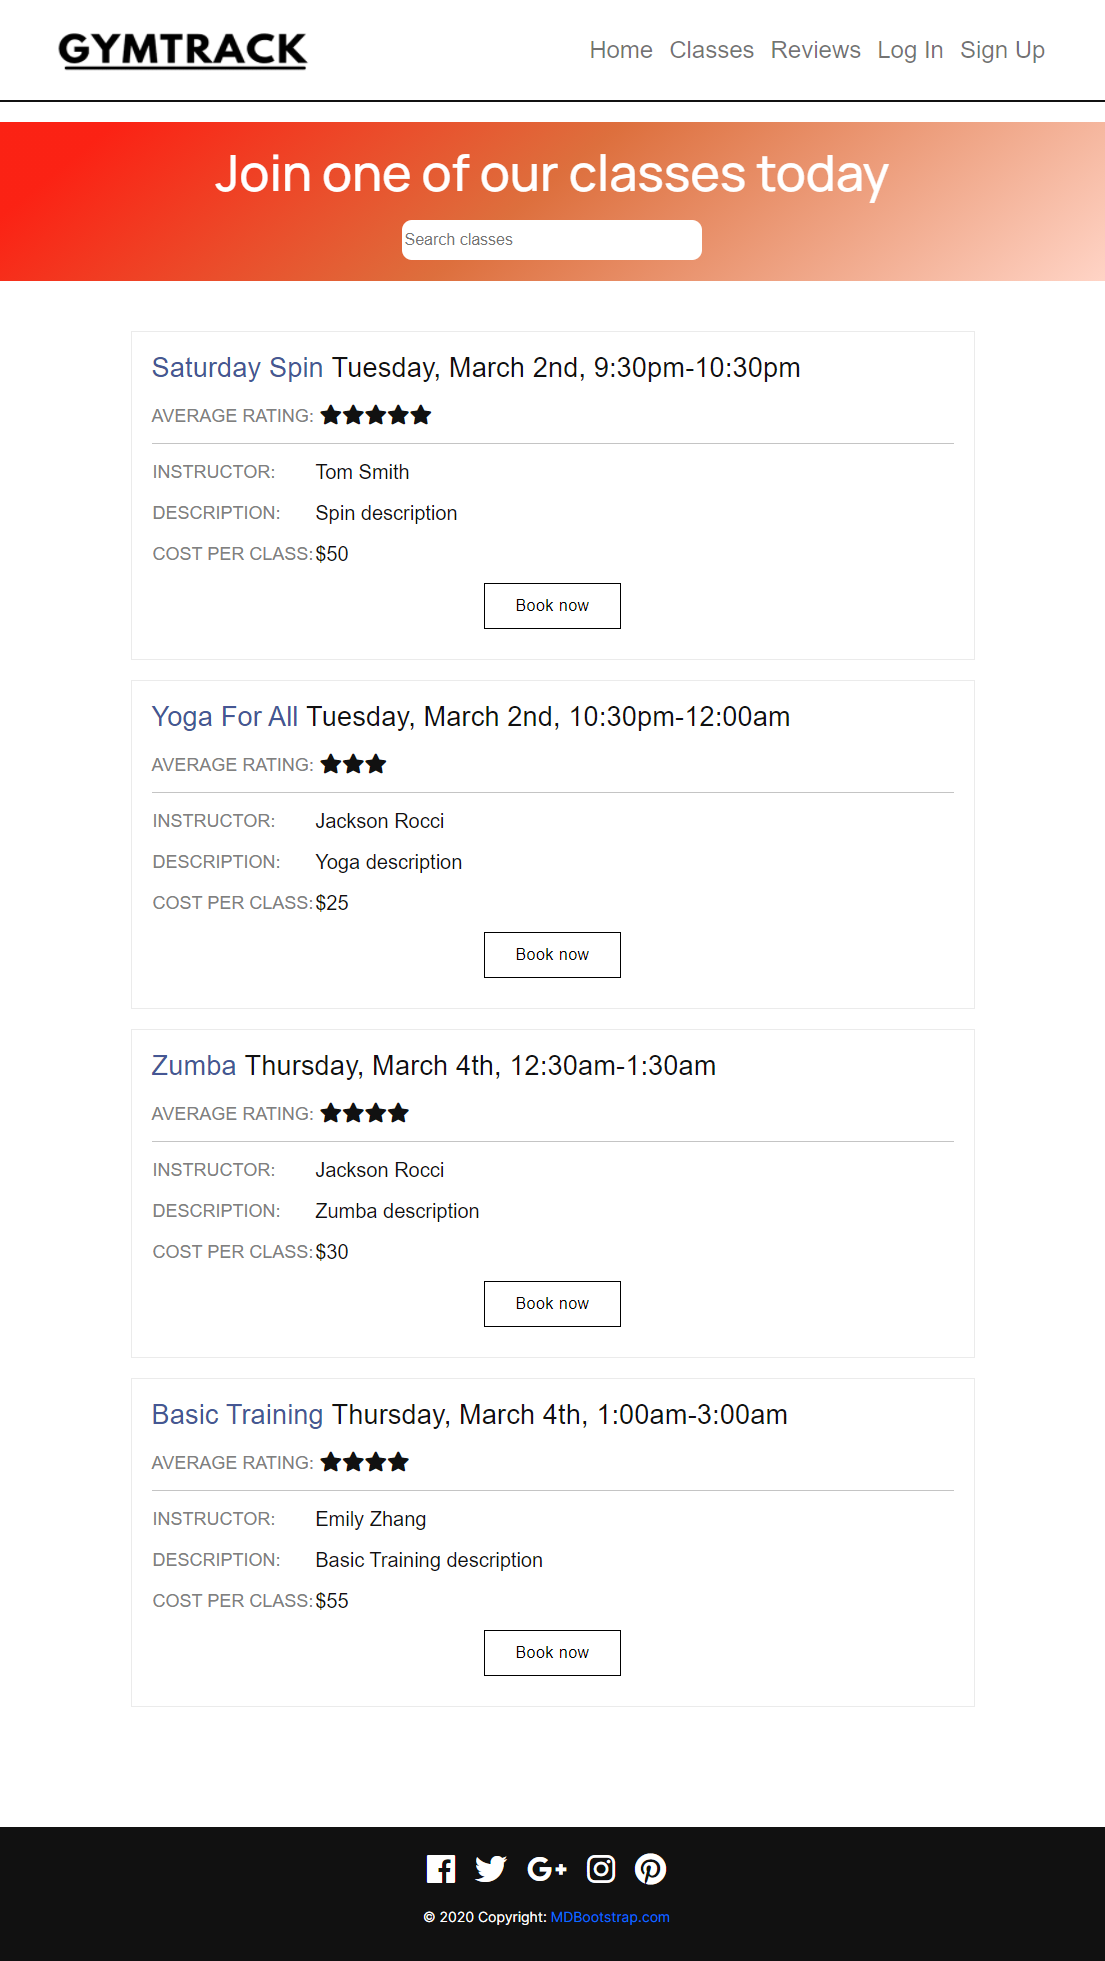 GYMTRACK
Home Classes Reviews Log In Sign Up
Join one of our classes today
Search classes
Saturday Spin Tuesday, March 2nd, 9:30pm-10:30pm
AVERAGE RATING:
INSTRUCTOR: Tom Smith
DESCRIPTION: Spin description
COST PER CLASS: $50
Book now
Yoga For All Tuesday, March 2nd, 10:30pm-12:00am
AVERAGE RATING:
INSTRUCTOR: Jackson Rocci
DESCRIPTION: Yoga description
COST PER CLASS: $25
Book now
Zumba Thursday, March 4th, 12:30am-1:30am
AVERAGE RATING:
INSTRUCTOR: Jackson Rocci
DESCRIPTION: Zumba description
COST PER CLASS: $30
Book now
Basic Training Thursday, March 4th, 1:00am-3:00am
AVERAGE RATING:
INSTRUCTOR: Emily Zhang
DESCRIPTION: Basic Training description
COST PER CLASS: $55
Book now
© 2020 Copyright: MDBootstrap.com